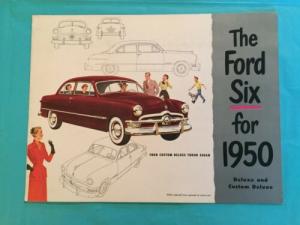 The
Ford
Six
for
1950
Deluxe and
Custom Deluxe
FORD CUSTOM DELUXE TUDOR SEDAN